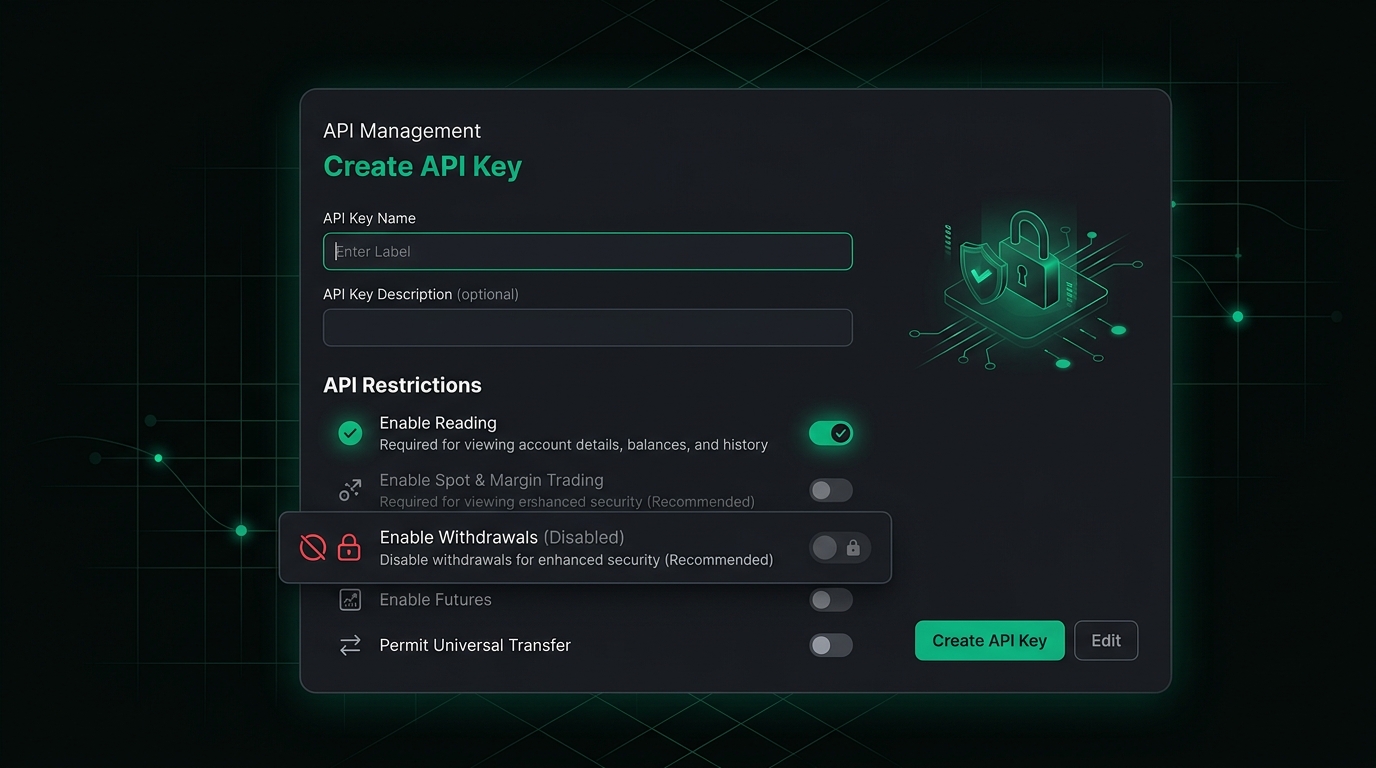 API Management
Create API Key
API Key Name
Enter Label
API Key Description (optional)
API Restrictions
Enable Reading
Required for viewing account details, balances, and history
Enable Spot & Margin Trading
Required for viewing ershanced security (Recommended)
Enable Withdrawals (Disabled)
Disable withdrawals for enhanced security (Recommended)
Enable Futures
Permit Universal Transfer
Create API Key
Edit